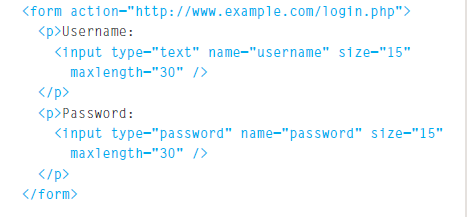 <form action="http://www.example.com/login.php">
<p>Username:
<input type="text" name="username" size="15"
maxlength="30" />
</p>
<p>Password:
<input type="password" name="password" size="15"
maxlength="30" />
</p>
</form>